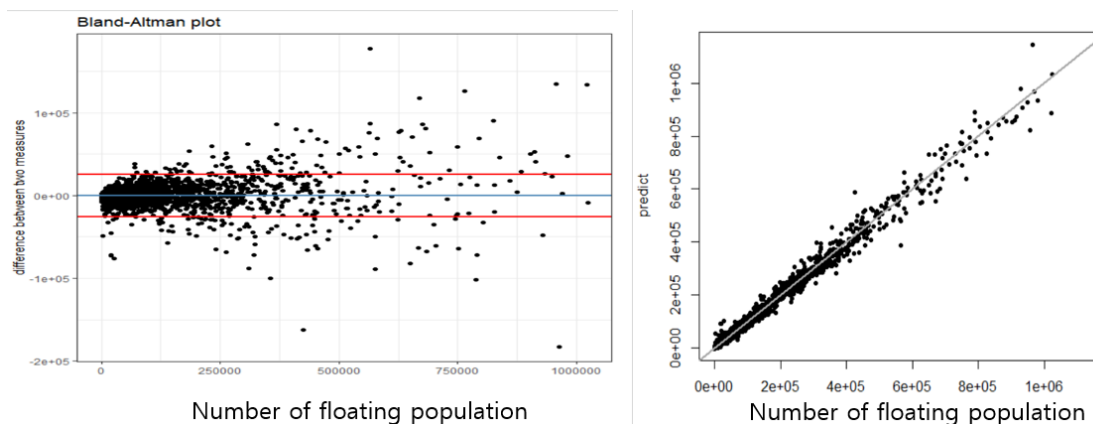 Bland-Altman plot
difference between two measures
1e+05
0e+00
-1e+05
-2e+05
0
250000
500000
750000
1000000
Number of floating population
predict
1e+06
8e+05
6e+05
4e+05
2e+05
0e+00
0e+00
2e+05
4e+05
6e+05
8e+05
1e+06
Number of floating population